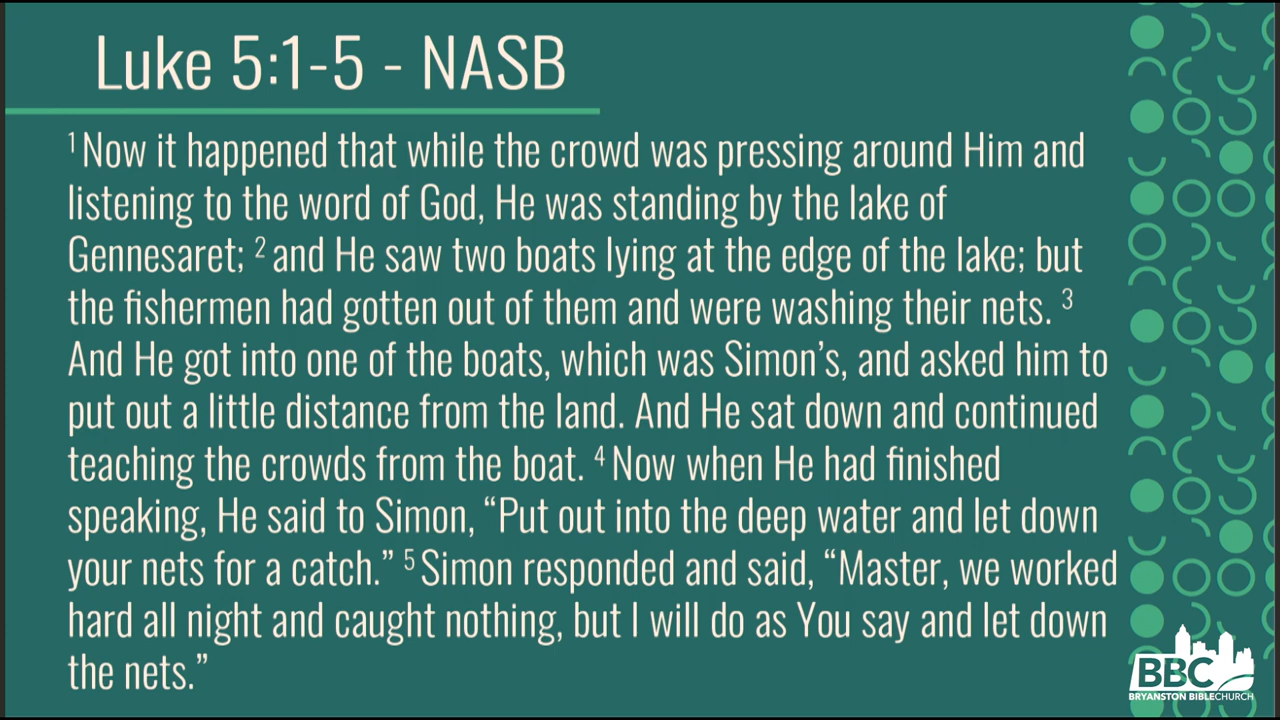 Luke 5:1-5 - NASB
1 Now it happened that while the crowd was pressing around Him and
listening to the word of God, He was standing by the lake of
Gennesaret; 2 and He saw two boats lying at the edge of the lake; but
the fishermen had gotten out of them and were washing their nets. 3
And He got into one of the boats, which was Simon’s, and asked him to
put out a little distance from the land. And He sat down and continued
teaching the crowds from the boat. 4 Now when He had finished
speaking, He said to Simon, “Put out into the deep water and let down
your nets for a catch.” 5 Simon responded and said, “Master, we worked
hard all night and caught nothing, but I will do as You say and let down
the nets.”
BBC
BRYANSTON BIBLECHURCH